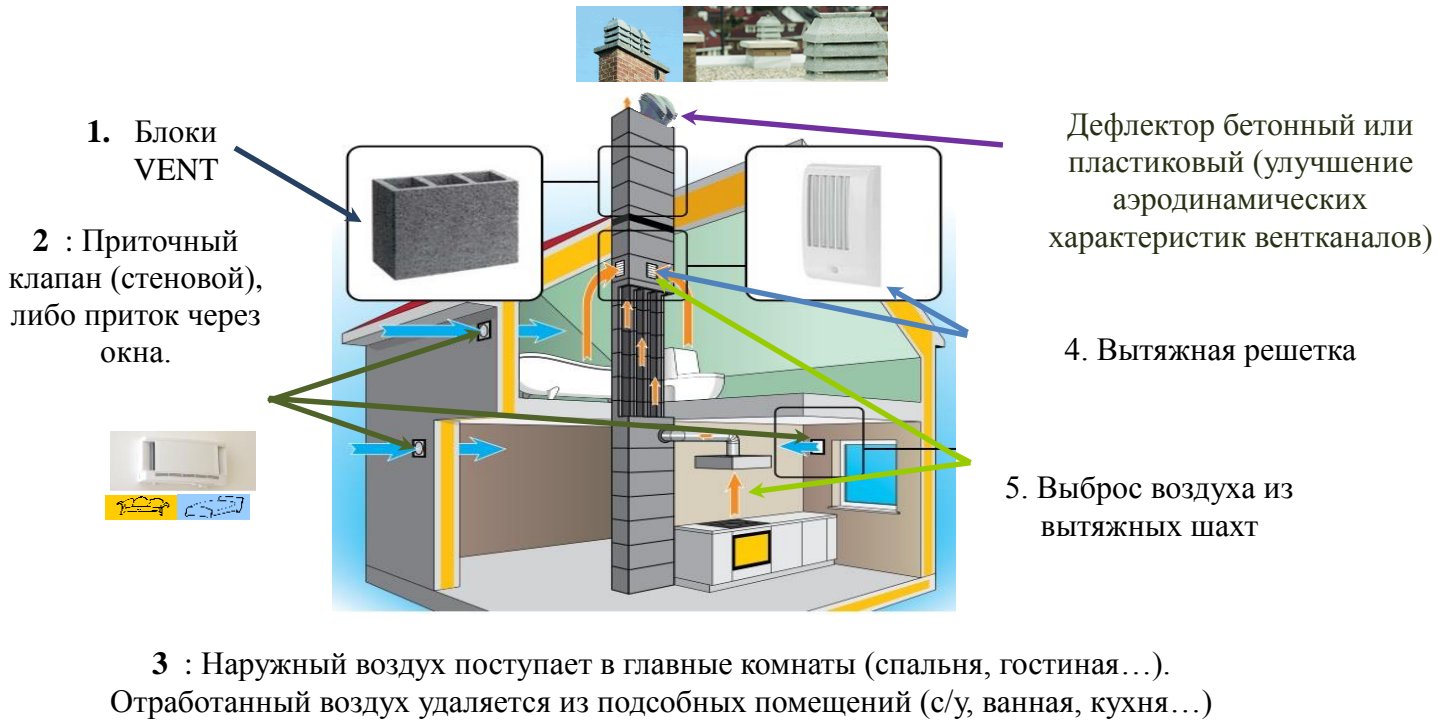 1. Блоки
VENT
2 : Приточный
клапан (стеновой),
либо приток через
окна.
Дефлектор бетонный или
пластиковый (улучшение
аэродинамических
характеристик вентканалов)
4. Вытяжная решетка
5. Выброс воздуха из
вытяжных шахт
3 : Наружный воздух поступает в главные комнаты (спальня, гостиная…).
Отработанный воздух удаляется из подсобных помещений (с/у, ванная, кухня…)